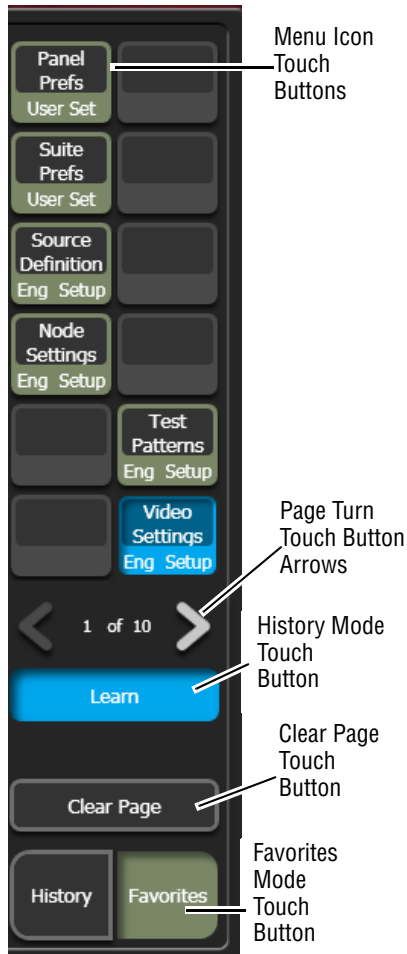 Panel
Prefs
User Set
Menu Icon
Touch
Buttons
Suite
Prefs
User Set
Source
Definition
Eng Setup
Node
Settings
Eng Setup
Test
Patterns
Eng Setup
Video
Settings
Eng Setup
Page Turn
Touch Button
Arrows
1 of 10
History Mode
Touch
Button
Learn
Clear Page
Touch
Button
Clear Page
Favorites
Mode
Touch
Button
History
Favorites